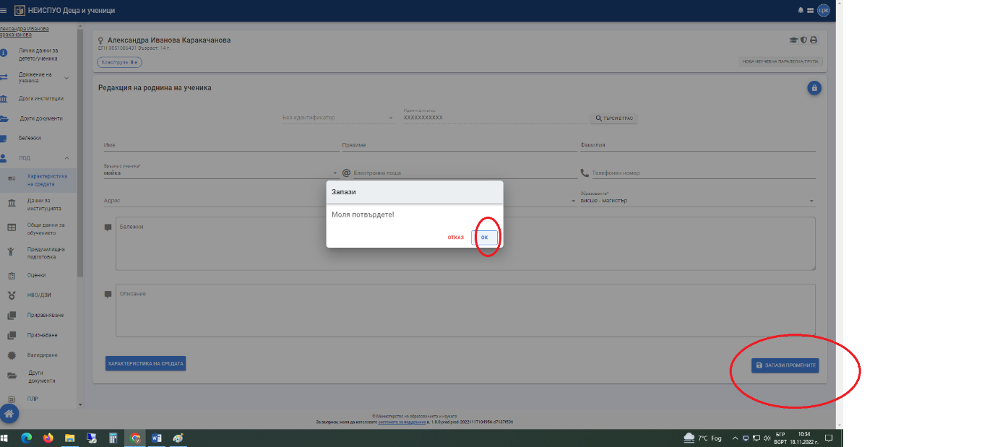 НЕИСПУО Деца и ученици
ЦЖ
лександра Иванова
аракачанова
Лични данни за
детето/ученика
Движение на
ученика
Други институции
Други документи
Бележки
ЛОД
Характеристика
на средата
Данни за
институцията
Общи данни за
обучението
Предучилищна
подготовка
Оценки
НВО/ДЗИ
Приравняване
Признаване
Валидиране
Други
документи
ПЛР
Александра Иванова Каракачанова
ЕГН 0851086431 Възраст: 14 г.
Клас/група: 8 е
НОВА НЕУЧЕБНА ПАРАЛЕЛКА/ГРУПА
Редакция на роднина на ученика
Без идентификатор
Идентификатор
XXXXXXXXXXX
ТЪРСИ В ГРАО
Име
Презиме
Фамилия
Връзка с ученика*
майка
Електронна поща
Телефонен номер
Адрес
Образование*
висше - магистър
Запази
Моля потвърдете!
ОТКАЗ
ОК
Бележки
Описание
ХАРАКТЕРИСТИКА НА СРЕДАТА
ЗАПАЗИ ПРОМЕНИТЕ
© Министерство на образованието и науката
За въпроси, моля да използвате системата за поддръжка в. 1.0.0 prod prod-20221117104956-d7137f596
7°C Fog
БГР
BGPT
10:34
18.11.2022 г.